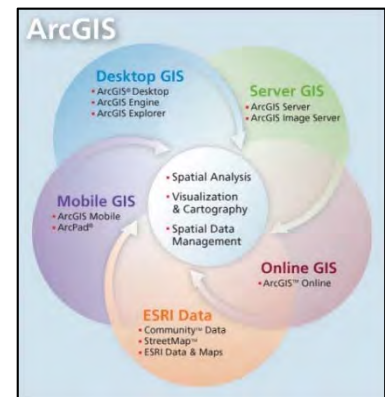 ArcGIS
Desktop GIS
• ArcGIS® Desktop
• ArcGIS Engine
• ArcGIS Explorer
Server GIS
• ArcGIS Server
• ArcGIS Image Server
• Spatial Analysis
• Visualization
& Cartography
• Spatial Data
Management
Mobile GIS
• ArcGIS Mobile
• ArcPad®
Online GIS
• ArcGIS™ Online
ESRI Data
• Community™ Data
• StreetMap™
• ESRI Data & Maps